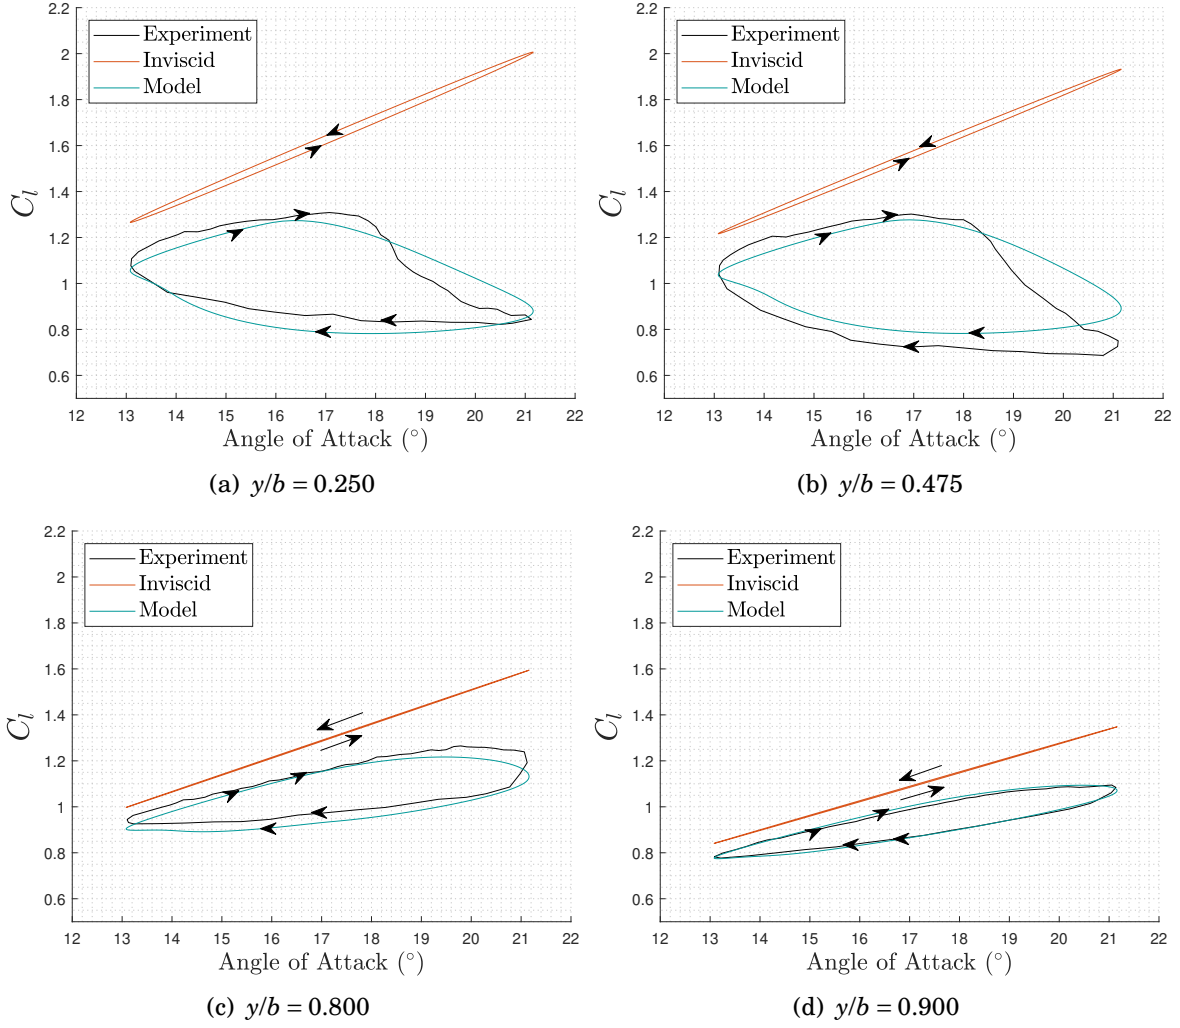 2.2
2
1.8
1.6
1.4
1.2
1
0.8
0.6
C_l
Experiment
Inviscid
Model
12 13 14 15 16 17 18 19 20 21 22
Angle of Attack (°)
(a) y/b = 0.250
2.2
2
1.8
1.6
1.4
1.2
1
0.8
0.6
C_l
Experiment
Inviscid
Model
12 13 14 15 16 17 18 19 20 21 22
Angle of Attack (°)
(b) y/b = 0.475
2.2
2
1.8
1.6
1.4
1.2
1
0.8
0.6
C_l
Experiment
Inviscid
Model
12 13 14 15 16 17 18 19 20 21 22
Angle of Attack (°)
(c) y/b = 0.800
2.2
2
1.8
1.6
1.4
1.2
1
0.8
0.6
C_l
Experiment
Inviscid
Model
12 13 14 15 16 17 18 19 20 21 22
Angle of Attack (°)
(d) y/b = 0.900